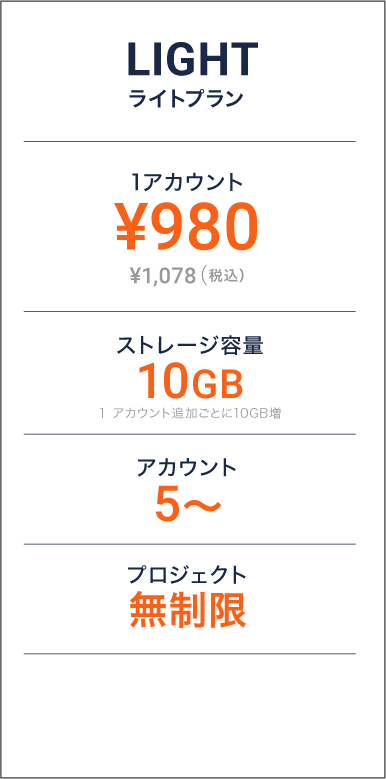 LIGHT
ライトプラン
1アカウント
¥980
¥1,078（税込）
ストレージ容量
10GB
1 アカウント追加ごとに10GB増
アカウント
5〜
プロジェクト
無制限